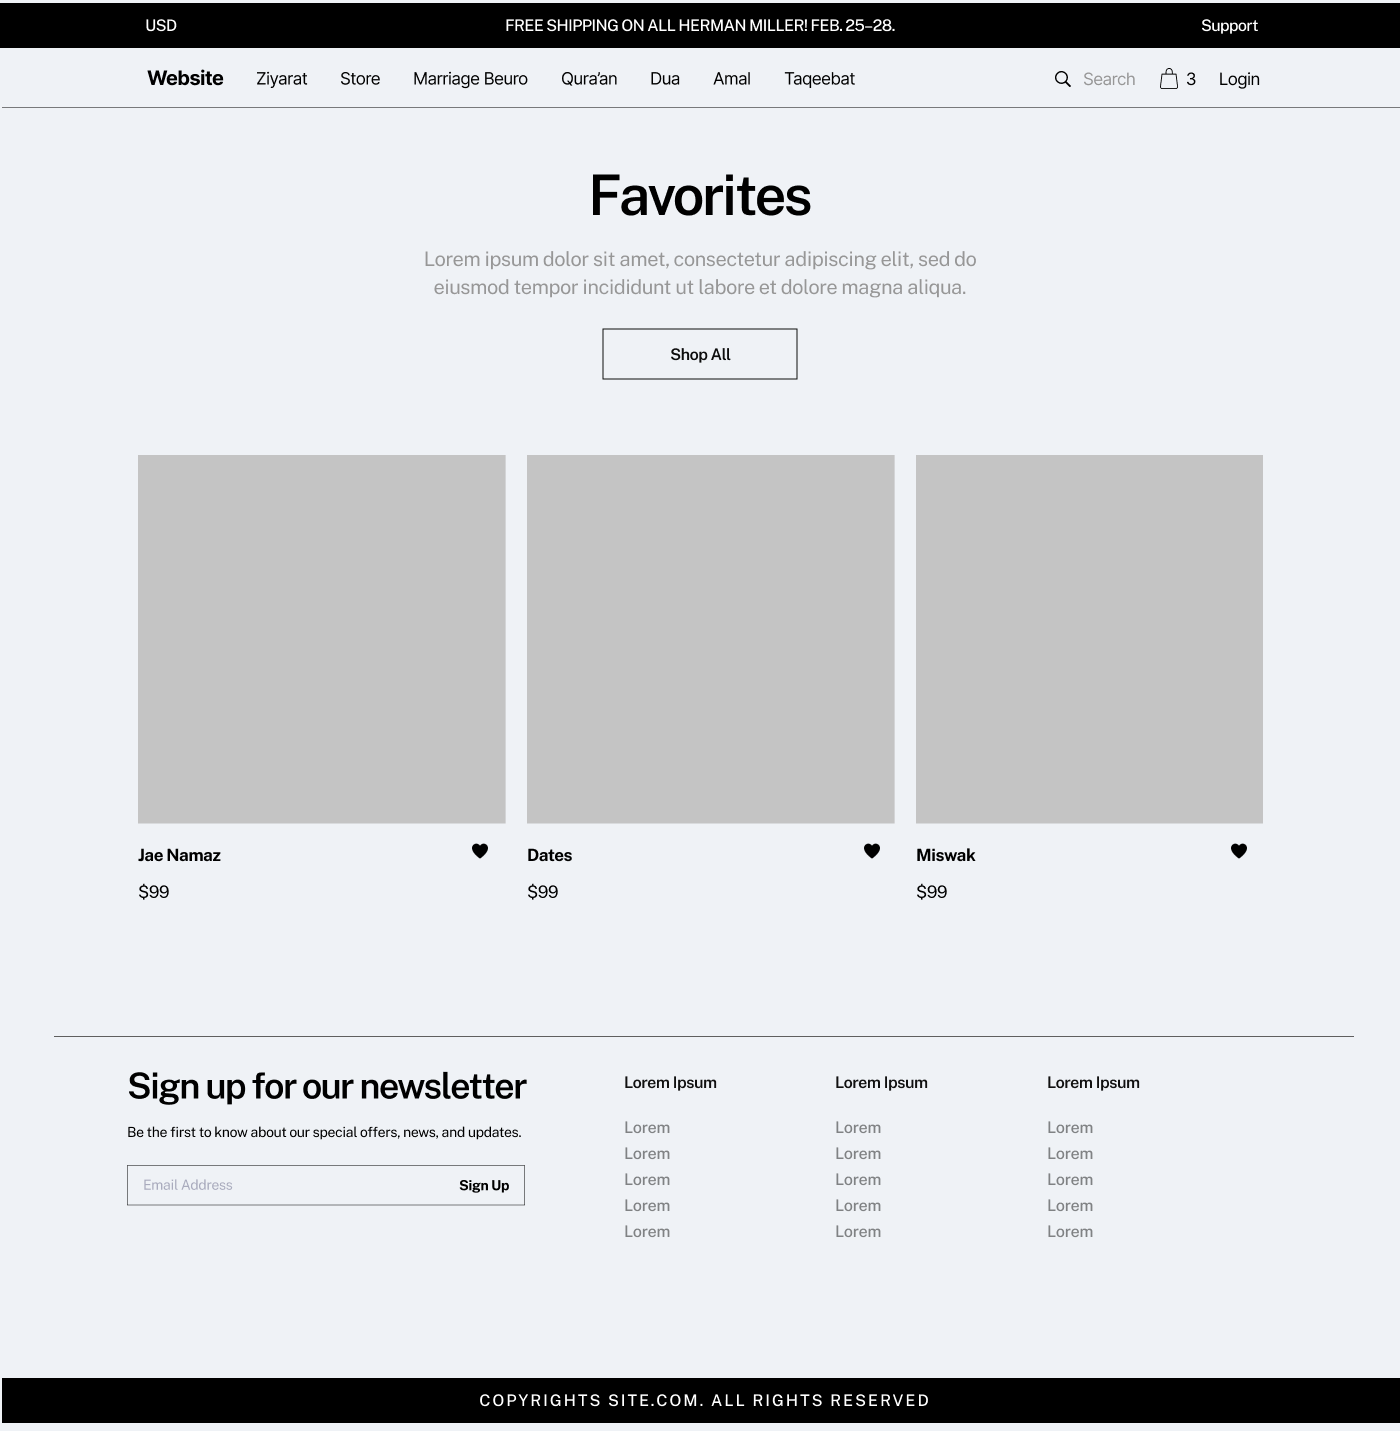 USD FREE SHIPPING ON ALL HERMAN MILLER! FEB. 25–28. Support
Website Ziyarat Store Marriage Beuro Qura’an Dua Amal Taqeebat Search 3 Login
Favorites
Lorem ipsum dolor sit amet, consectetur adipiscing elit, sed do
eiusmod tempor incididunt ut labore et dolore magna aliqua.
Shop All
Jae Namaz
$99
Dates
$99
Miswak
$99
Sign up for our newsletter
Be the first to know about our special offers, news, and updates.
Email Address Sign Up
Lorem Ipsum
Lorem
Lorem
Lorem
Lorem
Lorem
Lorem Ipsum
Lorem
Lorem
Lorem
Lorem
Lorem
Lorem Ipsum
Lorem
Lorem
Lorem
Lorem
Lorem
COPYRIGHTS SITE.COM. ALL RIGHTS RESERVED